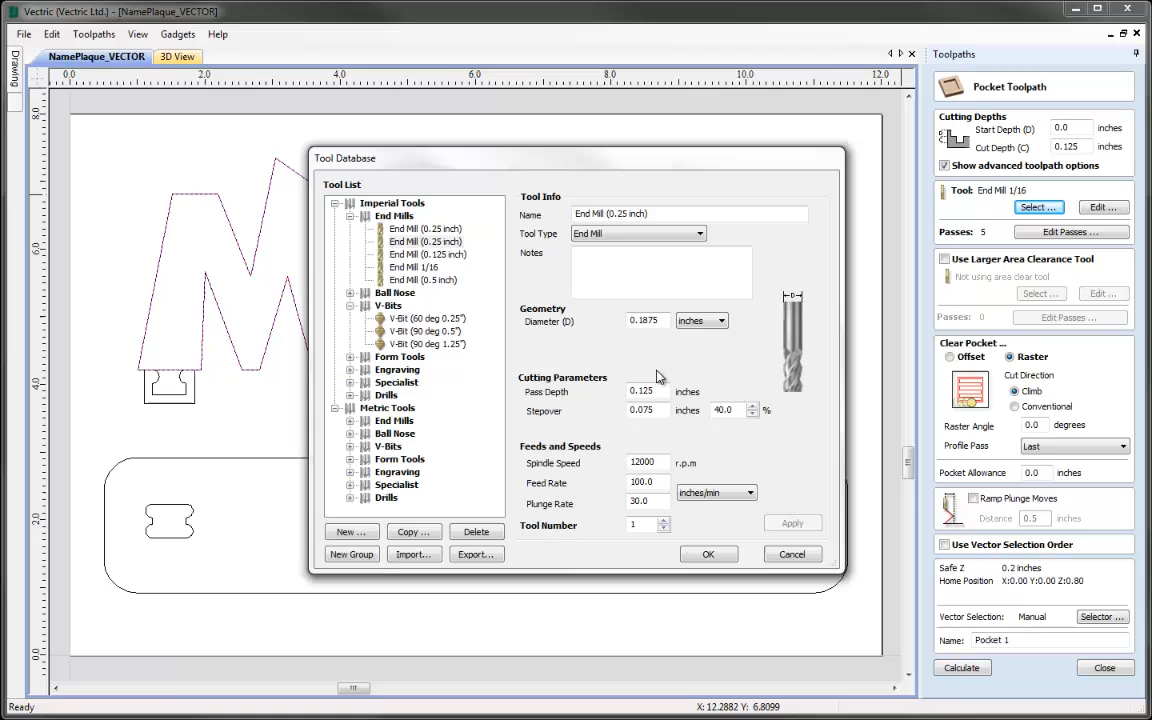 Vectric {Vectric Ltd.} - [NamePlaque_VECTOR]
File Edit Toolpaths View Gadgets Help
Drawing
NamePlaque_VECTOR 3D View
0.0 2.0 4.0 6.0 8.0 10.0 12.0
8.0
6.0
4.0
2.0
0.0
Tool Database
Tool List
Imperial Tools
End Mills
End Mill (0.25 inch)
End Mill (0.25 inch)
End Mill (0.125 inch)
End Mill 1/16
End Mill (0.5 inch)
Ball Nose
V-Bits
V-Bit (60 deg 0.25")
V-Bit (90 deg 0.5")
V-Bit (90 deg 1.25")
Form Tools
Engraving
Specialist
Drills
Metric Tools
End Mills
Ball Nose
V-Bits
Form Tools
Engraving
Specialist
Drills
New ... Copy ... Delete
New Group Import... Export...
Tool Info
Name End Mill (0.25 inch)
Tool Type End Mill
Notes
Geometry
Diameter (D) 0.1875 inches
D
Cutting Parameters
Pass Depth 0.125 inches
Stepover 0.075 inches 40.0 %
Feeds and Speeds
Spindle Speed 12000 r.p.m
Feed Rate 100.0
inches/min
Plunge Rate 30.0
Tool Number 1 Apply
OK Cancel
Toolpaths
Pocket Toolpath
Cutting Depths
Start Depth (D) 0.0 inches
Cut Depth (C) 0.125 inches
Show advanced toolpath options
Tool: End Mill 1/16
Select ... Edit ...
Passes: 5 Edit Passes ...
Use Larger Area Clearance Tool
Not using area clear tool
Select ... Edit ...
Passes: 0 Edit Passes ...
Clear Pocket ...
Offset Raster
Cut Direction
Climb
Conventional
Raster Angle 0.0 degrees
Profile Pass Last
Pocket Allowance 0.0 inches
Ramp Plunge Moves
Distance 0.5 inches
Use Vector Selection Order
Safe Z 0.2 inches
Home Position X:0.00 Y:0.00 Z:0.80
Vector Selection: Manual Selector ...
Name: Pocket 1
Calculate Close
Ready X: 12.2882 Y: 6.8099